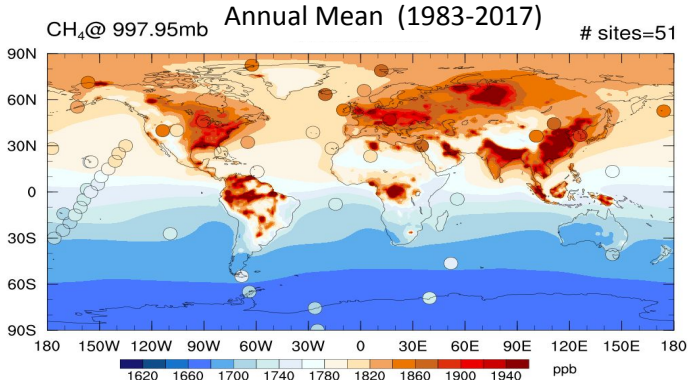 Annual Mean (1983-2017)
CH₄@ 997.95mb
# sites=51
90N
60N
30N
0
30S
60S
90S
180 150W 120W 90W 60W 30W 0 30E 60E 90E 120E 150E 180
1620 1660 1700 1740 1780 1820 1860 1900 1940 ppb